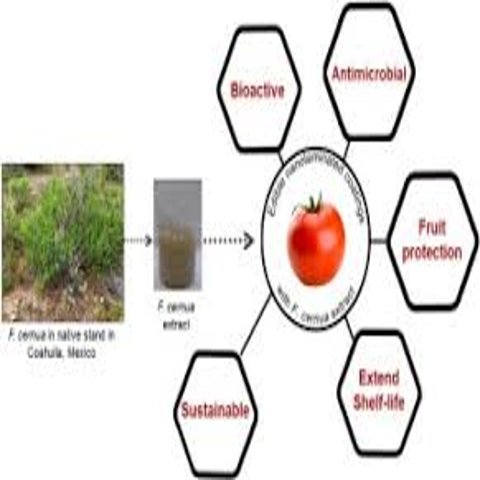 Bioactive
Antimicrobial
Edible nanolaminated coatings
with F. cernua extract
Fruit
protection
F. cernua
extract
F. cernua in native stand in
Coahuila, Mexico
Extend
Shelf-life
Sustainable